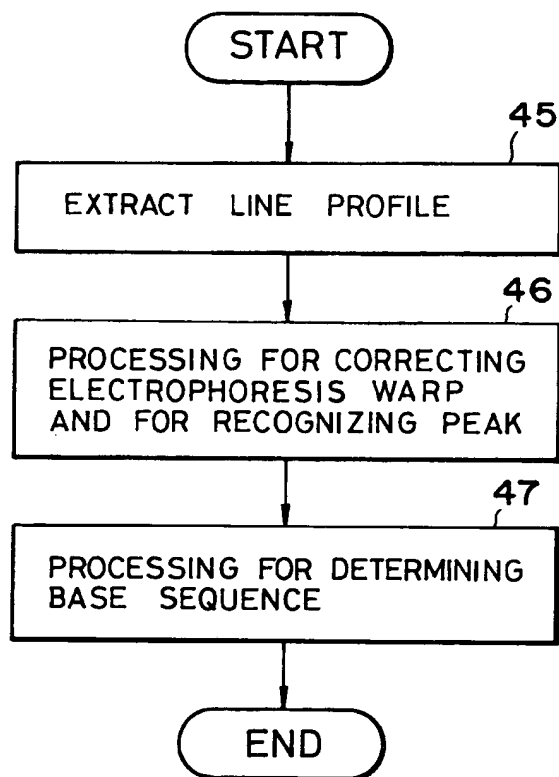 START
45
EXTRACT LINE PROFILE
46
PROCESSING FOR CORRECTING
ELECTROPHORESIS WARP
AND FOR RECOGNIZING PEAK
47
PROCESSING FOR DETERMINING
BASE SEQUENCE
END